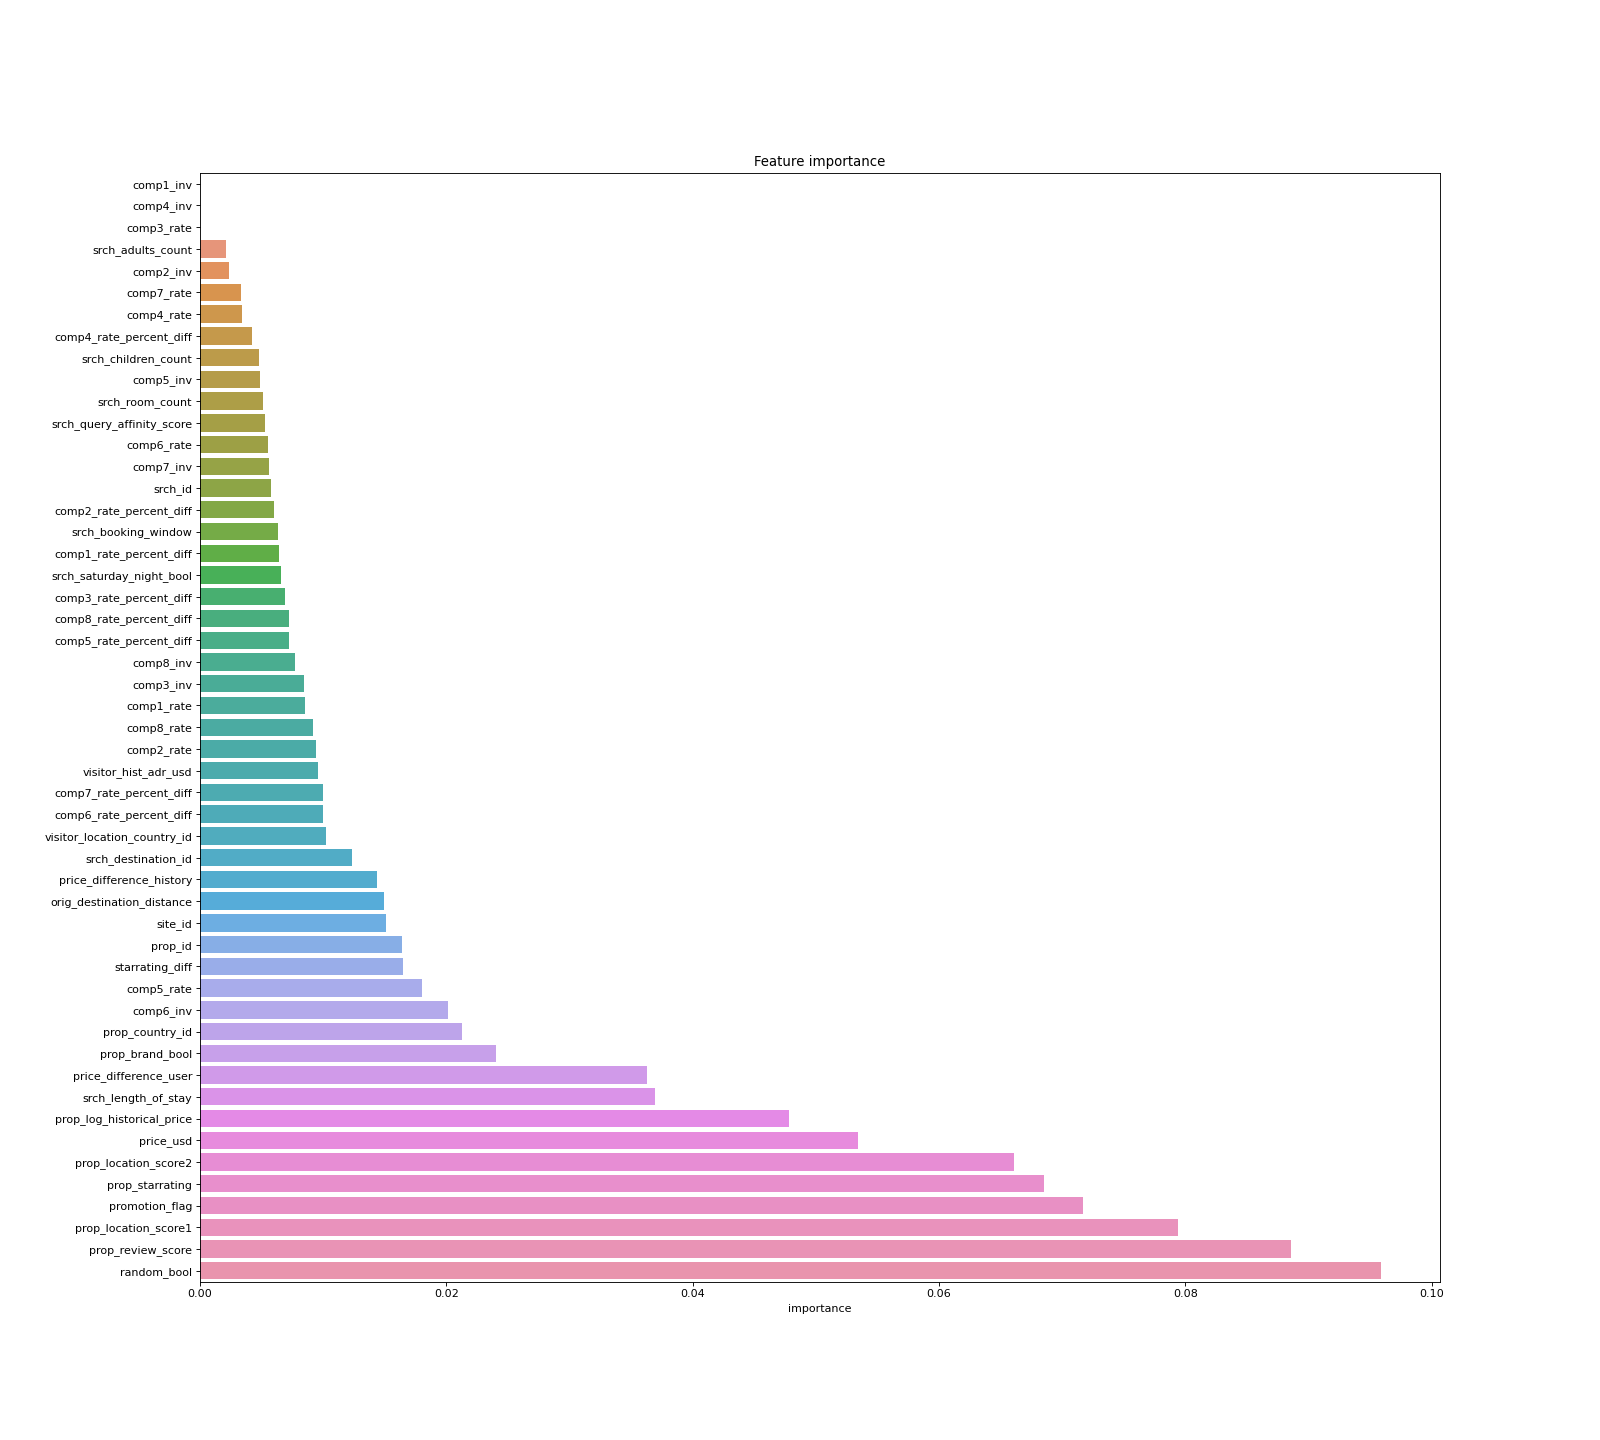 Feature importance
comp1_inv
comp4_inv
comp3_rate
srch_adults_count
comp2_inv
comp7_rate
comp4_rate
comp4_rate_percent_diff
srch_children_count
comp5_inv
srch_room_count
srch_query_affinity_score
comp6_rate
comp7_inv
srch_id
comp2_rate_percent_diff
srch_booking_window
comp1_rate_percent_diff
srch_saturday_night_bool
comp3_rate_percent_diff
comp8_rate_percent_diff
comp5_rate_percent_diff
comp8_inv
comp3_inv
comp1_rate
comp8_rate
comp2_rate
visitor_hist_adr_usd
comp7_rate_percent_diff
comp6_rate_percent_diff
visitor_location_country_id
srch_destination_id
price_difference_history
orig_destination_distance
site_id
prop_id
starrating_diff
comp5_rate
comp6_inv
prop_country_id
prop_brand_bool
price_difference_user
srch_length_of_stay
prop_log_historical_price
price_usd
prop_location_score2
prop_starrating
promotion_flag
prop_location_score1
prop_review_score
random_bool
0.00 0.02 0.04 0.06 0.08 0.10
importance